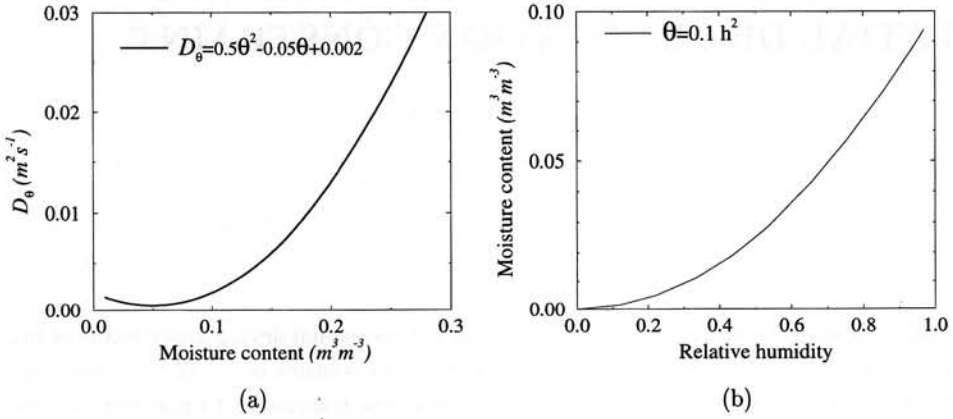 0.03
0.02
0.01
0.00
D_θ (m² s⁻¹)
D_θ=0.5θ²-0.05θ+0.002
0.0
0.1
0.2
0.3
Moisture content (m³ m⁻³)
(a)
0.10
0.05
0.00
Moisture content (m³ m⁻³)
θ=0.1 h²
0.0
0.2
0.4
0.6
0.8
1.0
Relative humidity
(b)